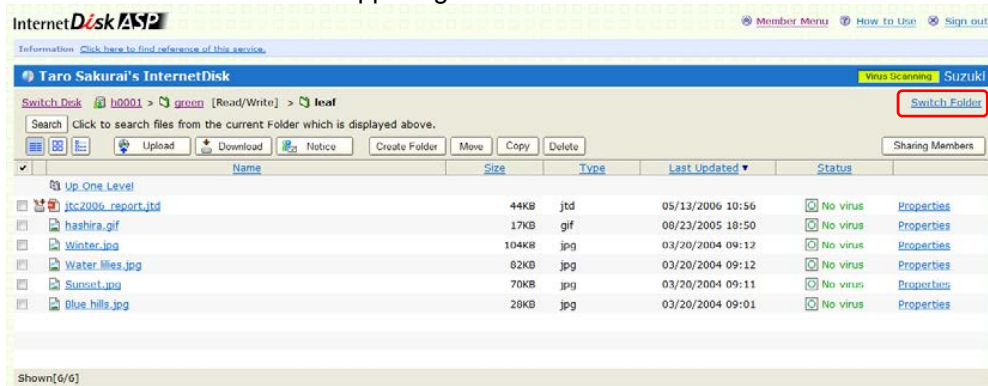 InternetDisk ASP Member Menu How to Use Sign out
Information Click here to find reference of this service.
Taro Sakurai's InternetDisk Virus Scanning Suzuki
Switch Disk h0001 > green [Read/Write] > leaf Switch Folder
Search Click to search files from the current Folder which is displayed above.
Upload Download Notice Create Folder Move Copy Delete Sharing Members
Name Size Type Last Updated ▼ Status
Up One Level
jtc2006_report.jtd 44KB jtd 05/13/2006 10:56 No virus Properties
hashira.gif 17KB gif 08/23/2005 18:50 No virus Properties
Winter.jpg 104KB jpg 03/20/2004 09:12 No virus Properties
Water lilies.jpg 82KB jpg 03/20/2004 09:12 No virus Properties
Sunset.jpg 70KB jpg 03/20/2004 09:11 No virus Properties
Blue hills.jpg 28KB jpg 03/20/2004 09:01 No virus Properties
Shown[6/6]